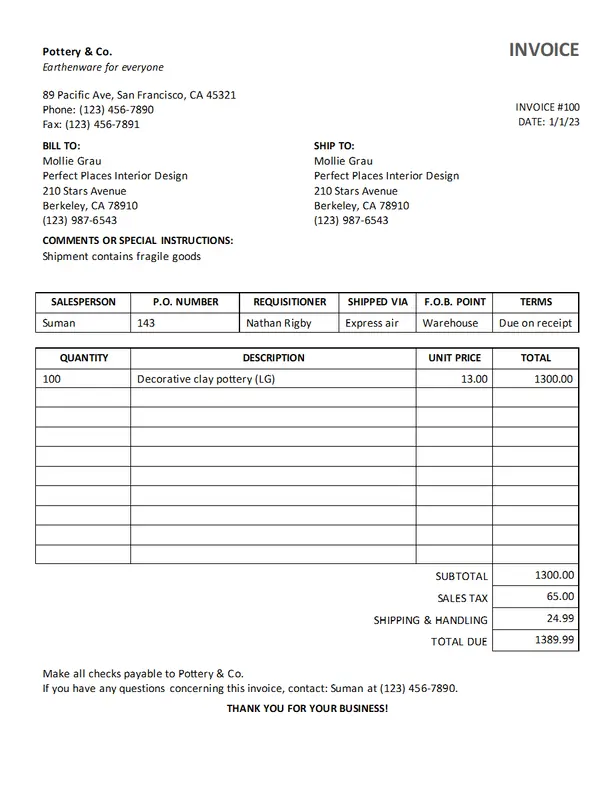 Pottery & Co.
INVOICE
Earthenware for everyone
89 Pacific Ave, San Francisco, CA 45321
Phone: (123) 456-7890
Fax: (123) 456-7891
INVOICE #100
DATE: 1/1/23
BILL TO:
Mollie Grau
Perfect Places Interior Design
210 Stars Avenue
Berkeley, CA 78910
(123) 987-6543
SHIP TO:
Mollie Grau
Perfect Places Interior Design
210 Stars Avenue
Berkeley, CA 78910
(123) 987-6543
COMMENTS OR SPECIAL INSTRUCTIONS:
Shipment contains fragile goods
SALESPERSON P.O. NUMBER REQUISITIONER SHIPPED VIA F.O.B. POINT TERMS
Suman 143 Nathan Rigby Express air Warehouse Due on receipt
QUANTITY DESCRIPTION UNIT PRICE TOTAL
100 Decorative clay pottery (LG) 13.00 1300.00
SUBTOTAL 1300.00
SALES TAX 65.00
SHIPPING & HANDLING 24.99
TOTAL DUE 1389.99
Make all checks payable to Pottery & Co.
If you have any questions concerning this invoice, contact: Suman at (123) 456-7890.
THANK YOU FOR YOUR BUSINESS!